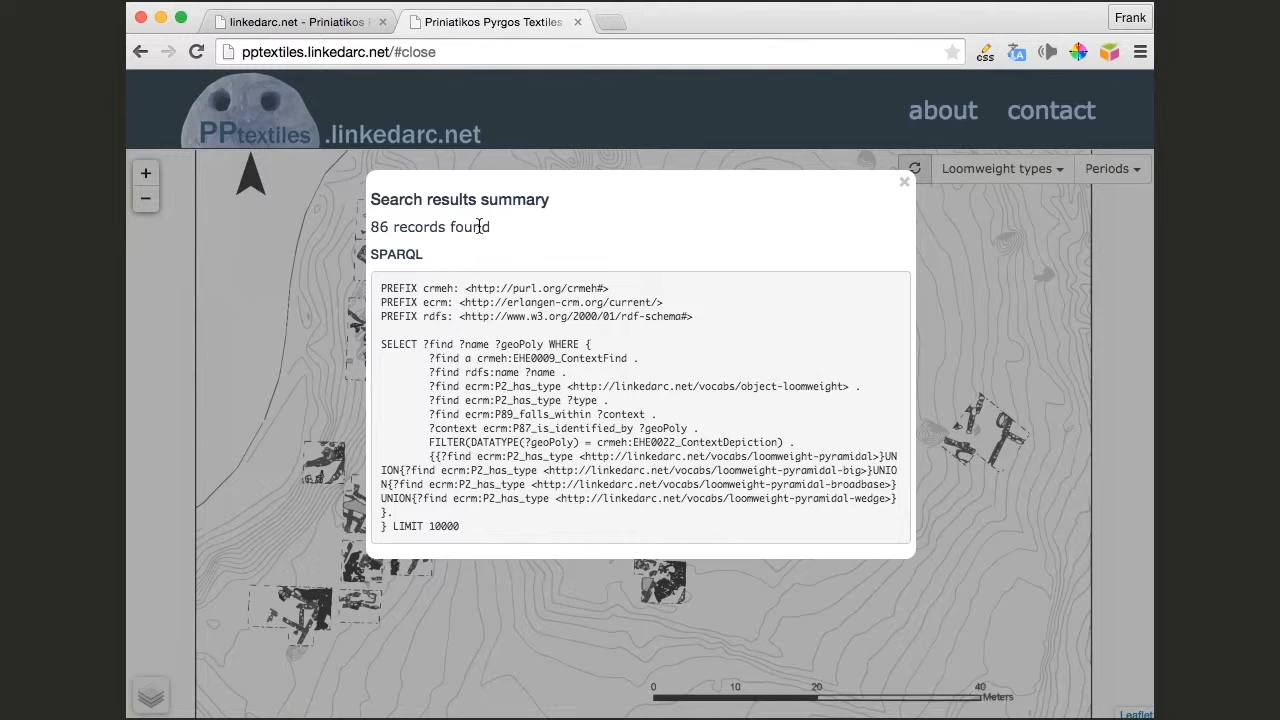 linkedarc.net - Priniatikos
Priniatikos Pyrgos Textiles
Frank
pptextiles.linkedarc.net/#close
css
PPtextiles .linkedarc.net
about contact
+
−
Loomweight types Periods
×
Search results summary
86 records found
SPARQL
PREFIX crmeh: <http://purl.org/crmeh#>
PREFIX ecrm: <http://erlangen-crm.org/current/>
PREFIX rdfs: <http://www.w3.org/2000/01/rdf-schema#>
SELECT ?find ?name ?geoPoly WHERE {
?find a crmeh:EHE0009_ContextFind .
?find rdfs:name ?name .
?find ecrm:P2_has_type <http://linkedarc.net/vocabs/object-loomweight> .
?find ecrm:P2_has_type ?type .
?find ecrm:P89_falls_within ?context .
?context ecrm:P87_is_identified_by ?geoPoly .
FILTER(DATATYPE(?geoPoly) = crmeh:EHE0022_ContextDepiction) .
{{?find ecrm:P2_has_type <http://linkedarc.net/vocabs/loomweight-pyramidal>}UN
ION{?find ecrm:P2_has_type <http://linkedarc.net/vocabs/loomweight-pyramidal-big>}UNIO
N{?find ecrm:P2_has_type <http://linkedarc.net/vocabs/loomweight-pyramidal-broadbase>}
UNION{?find ecrm:P2_has_type <http://linkedarc.net/vocabs/loomweight-pyramidal-wedge>}
}.
} LIMIT 10000
0 10 20 40
Meters
Leaflet